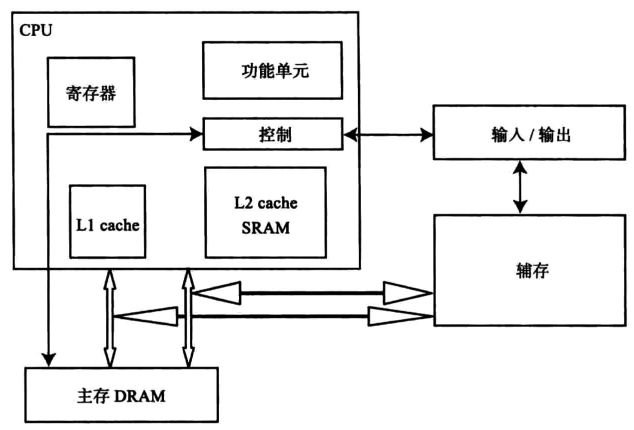 CPU
功能单元
寄存器
控制
输入 / 输出
L1 cache
L2 cache
SRAM
辅存
主存 DRAM